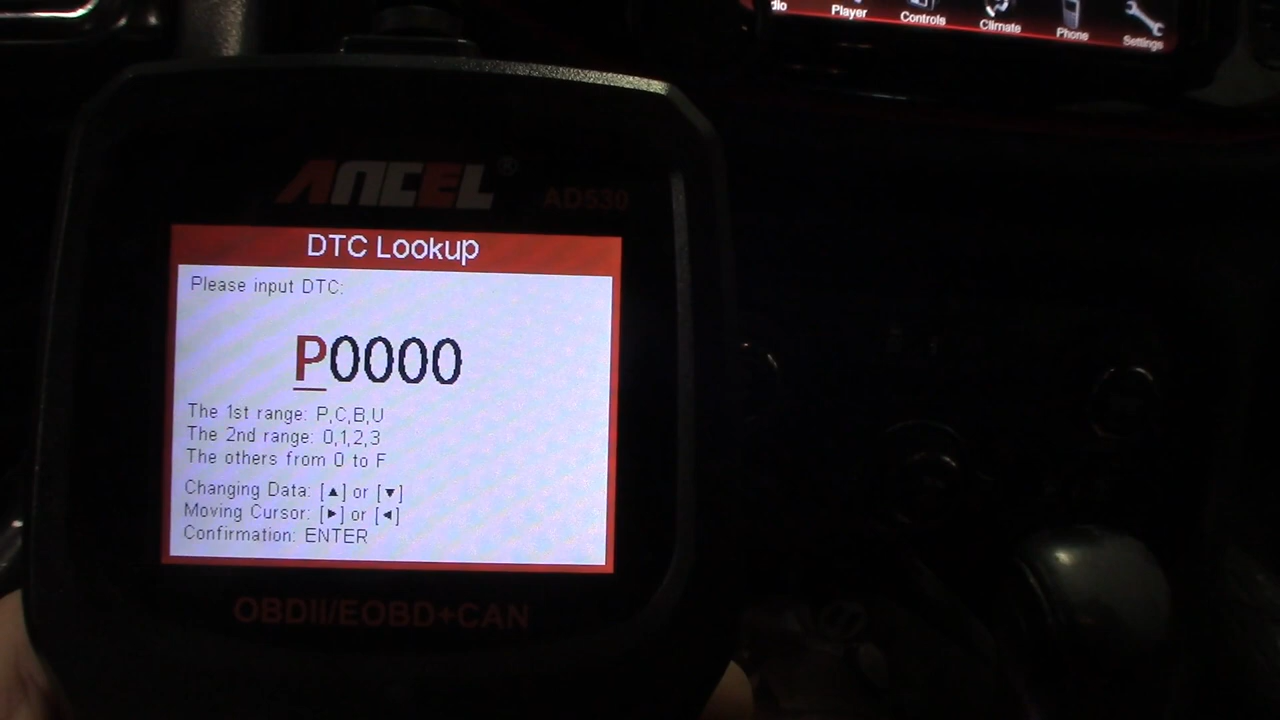 Player
Controls
Climate
Phone
Settings
ANCEL®
AD530
DTC Lookup
Please input DTC:
P0000
The 1st range: P,C,B,U
The 2nd range: 0,1,2,3
The others from 0 to F
Changing Data: [▲] or [▼]
Moving Cursor: [►] or [◄]
Confirmation: ENTER
OBDII/EOBD+CAN